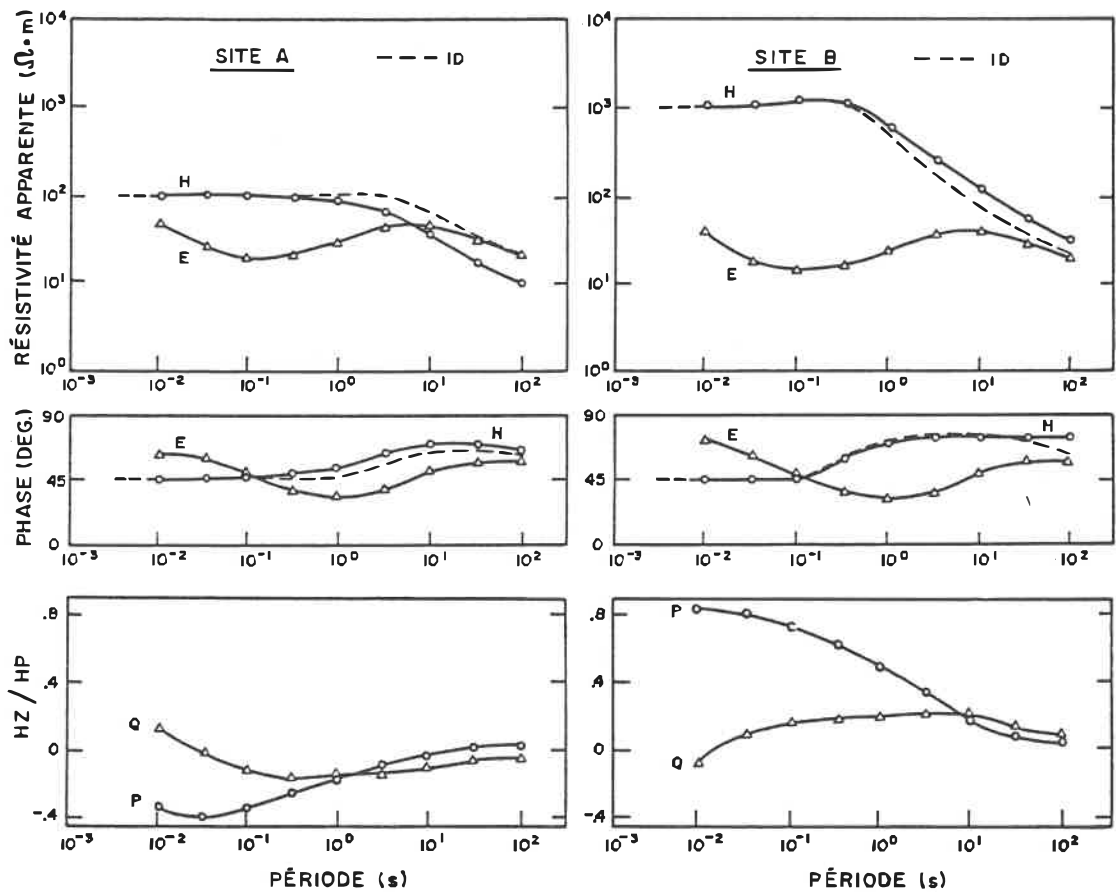 RÉSISTIVITÉ APPARENTE (Ω•m)
10⁴
10³
10²
10¹
10⁰
SITE A
--- 1D
H
E
10⁻³ 10⁻² 10⁻¹ 10⁰ 10¹ 10²
SITE B
--- 1D
H
E
10⁻³ 10⁻² 10⁻¹ 10⁰ 10¹ 10²
PHASE (DEG.)
90
45
0
E
H
10⁻³ 10⁻² 10⁻¹ 10⁰ 10¹ 10²
E
H
10⁻³ 10⁻² 10⁻¹ 10⁰ 10¹ 10²
HZ / HP
.8
.4
0
-.4
Q
P
10⁻³ 10⁻² 10⁻¹ 10⁰ 10¹ 10²
PÉRIODE (s)
.8
.4
0
-.4
P
Q
10⁻³ 10⁻² 10⁻¹ 10⁰ 10¹ 10²
PÉRIODE (s)
10⁴
10³
10²
10¹
10⁰
90
45
0